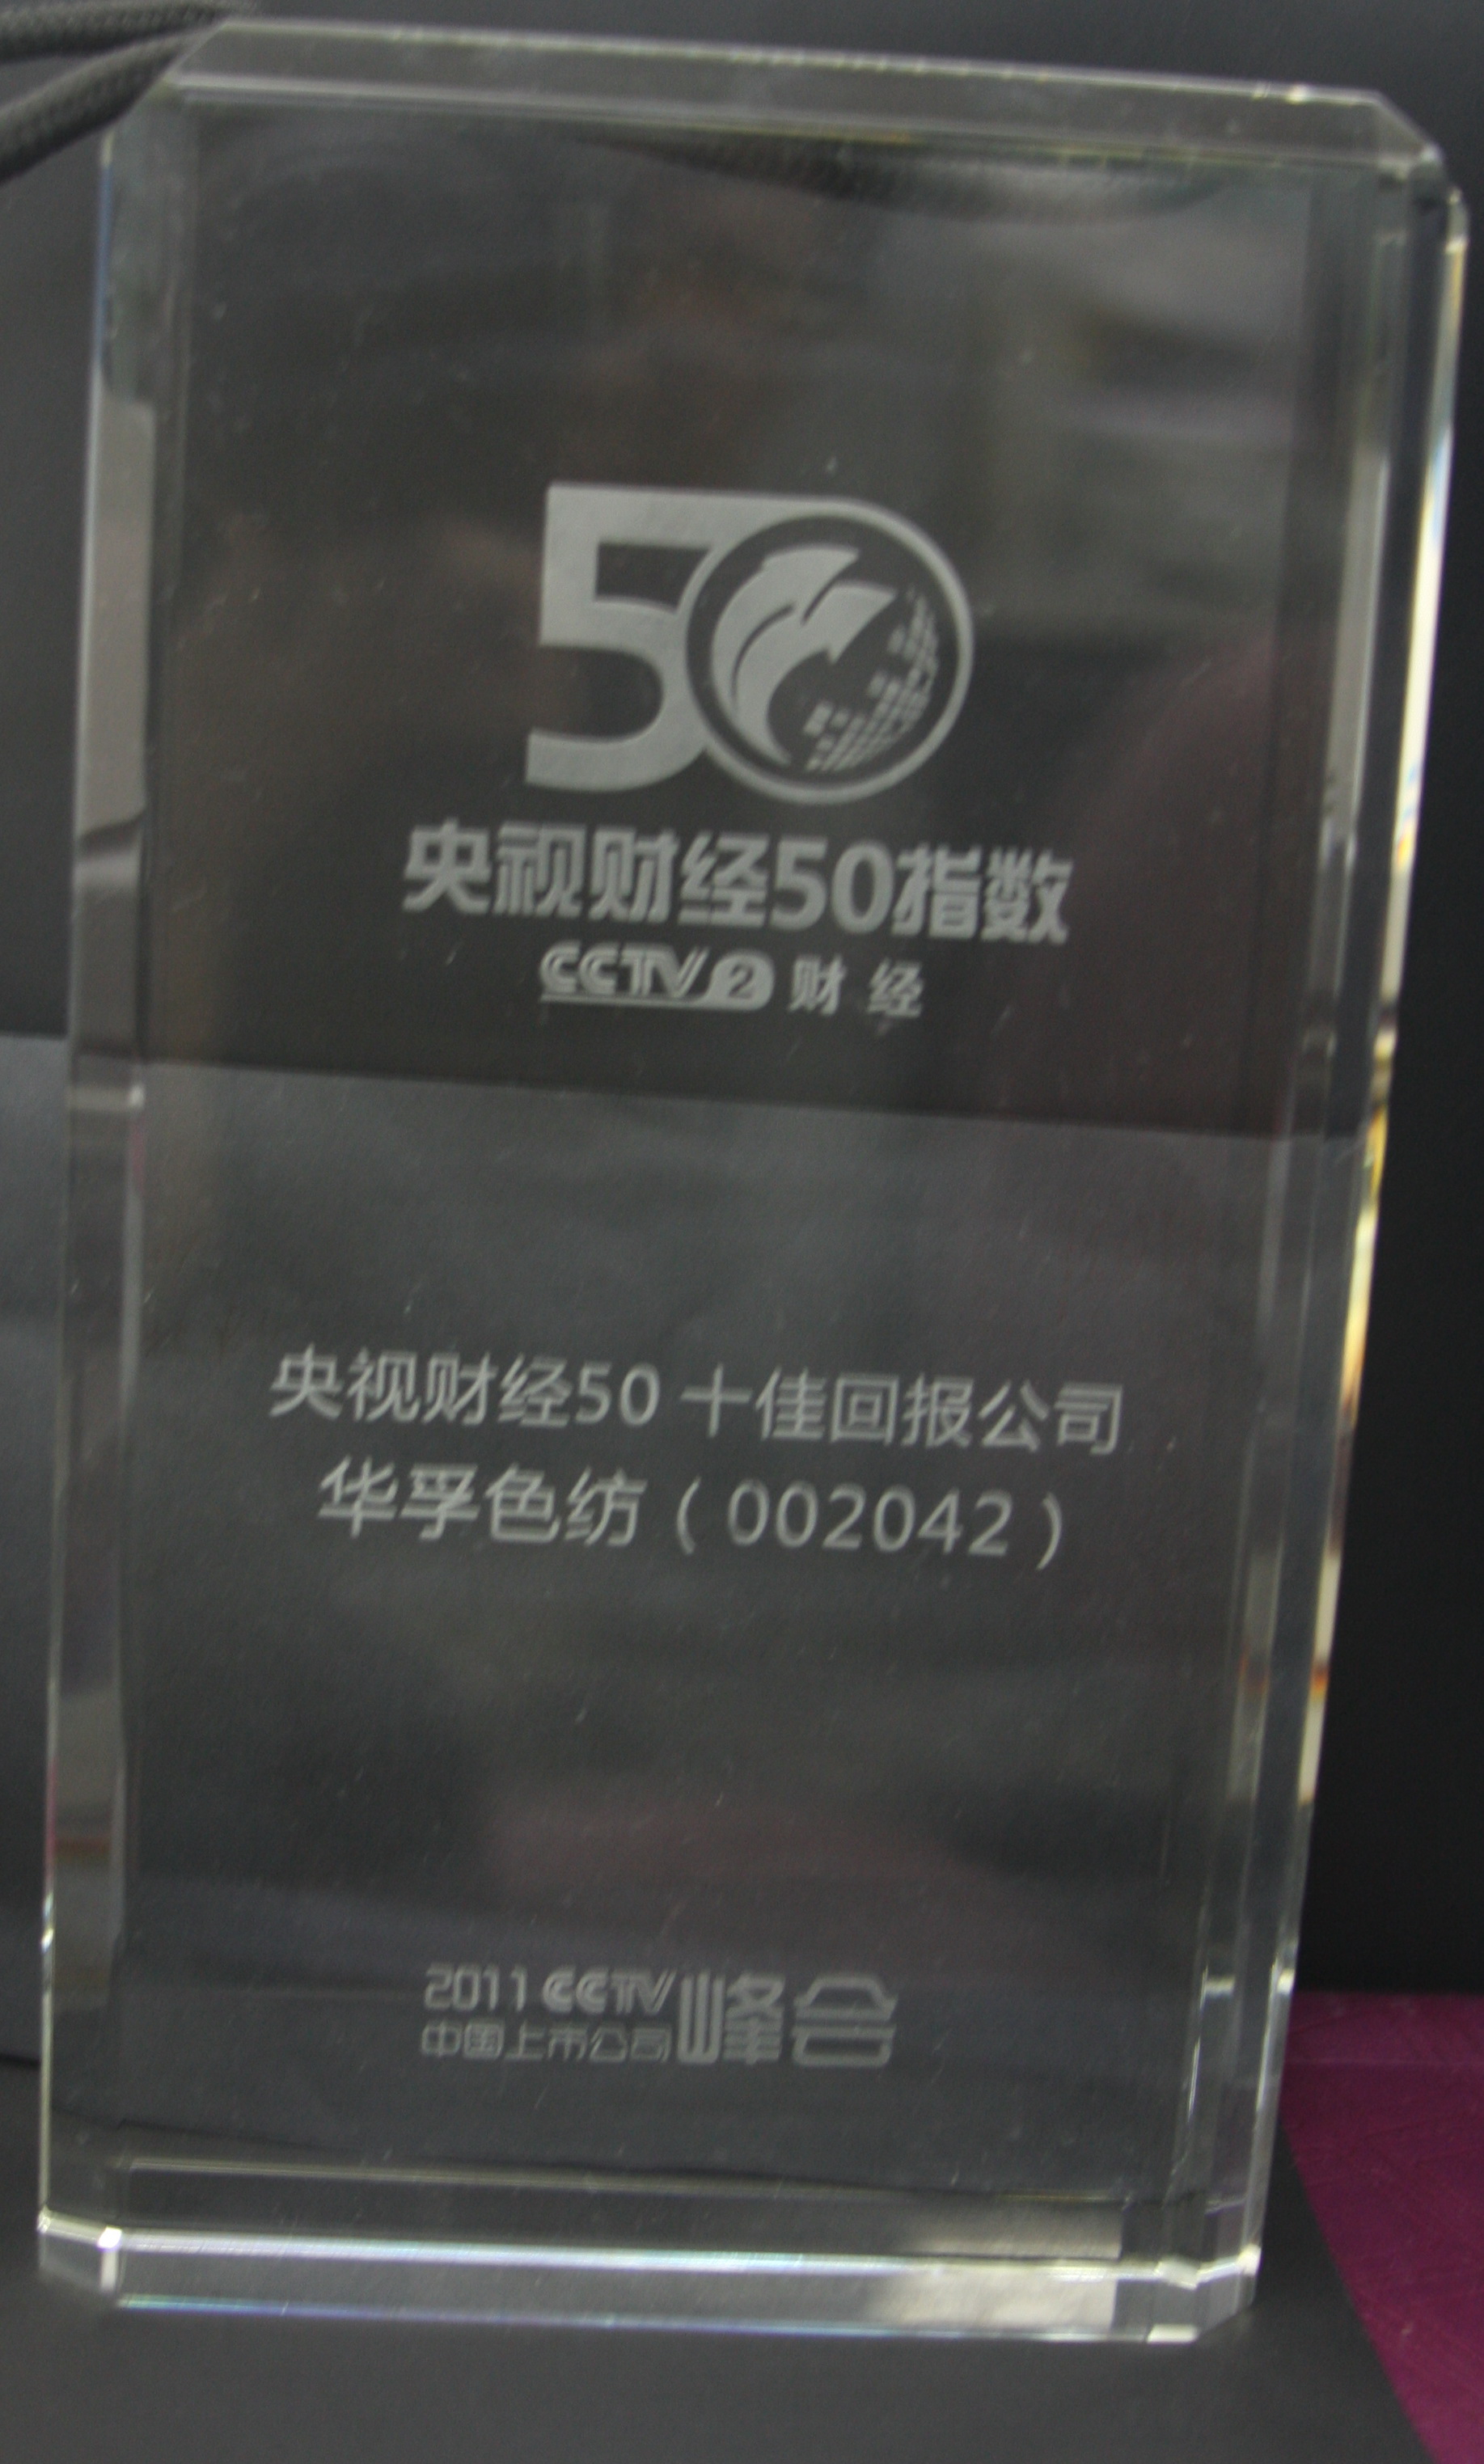 50
央视财经50指数
CCTV 2 财经
央视财经50 十佳回报公司
华孚色纺（002042）
2011 CCTV
中国上市公司峰会